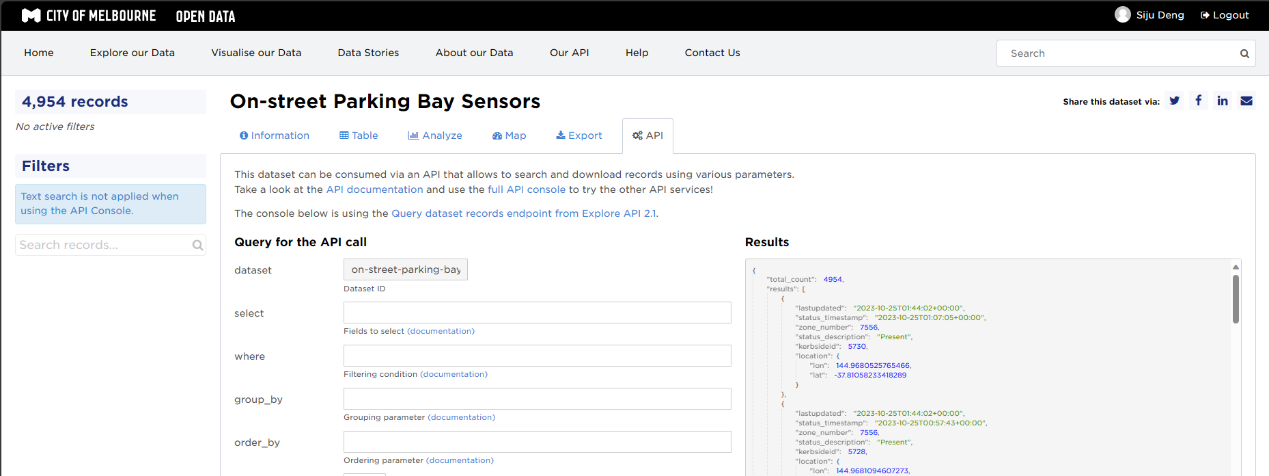 CITY OF MELBOURNE OPEN DATA
Siju Deng Logout
Home Explore our Data Visualise our Data Data Stories About our Data Our API Help Contact Us Search
4,954 records
No active filters
Filters
Text search is not applied when
using the API Console.
Search records...
On-street Parking Bay Sensors
Share this dataset via:
Information Table Analyze Map Export API
This dataset can be consumed via an API that allows to search and download records using various parameters.
Take a look at the API documentation and use the full API console to try the other API services!
The console below is using the Query dataset records endpoint from Explore API 2.1.
Query for the API call
dataset on-street-parking-bay
Dataset ID
select
Fields to select (documentation)
where
Filtering condition (documentation)
group_by
Grouping parameter (documentation)
order_by
Ordering parameter (documentation)
Results
{
"total_count": 4954,
"results": [
{
"lastupdated": "2023-10-25T01:44:02+00:00",
"status_timestamp": "2023-10-25T01:07:05+00:00",
"zone_number": 7556,
"status_description": "Present",
"kerbsideid": 5730,
"location": {
"lon": 144.9680525765466,
"lat": -37.81058233418289
}
},
{
"lastupdated": "2023-10-25T01:44:02+00:00",
"status_timestamp": "2023-10-25T00:57:43+00:00",
"zone_number": 7556,
"status_description": "Present",
"kerbsideid": 5728,
"location": {
"lon": 144.9681094607273,